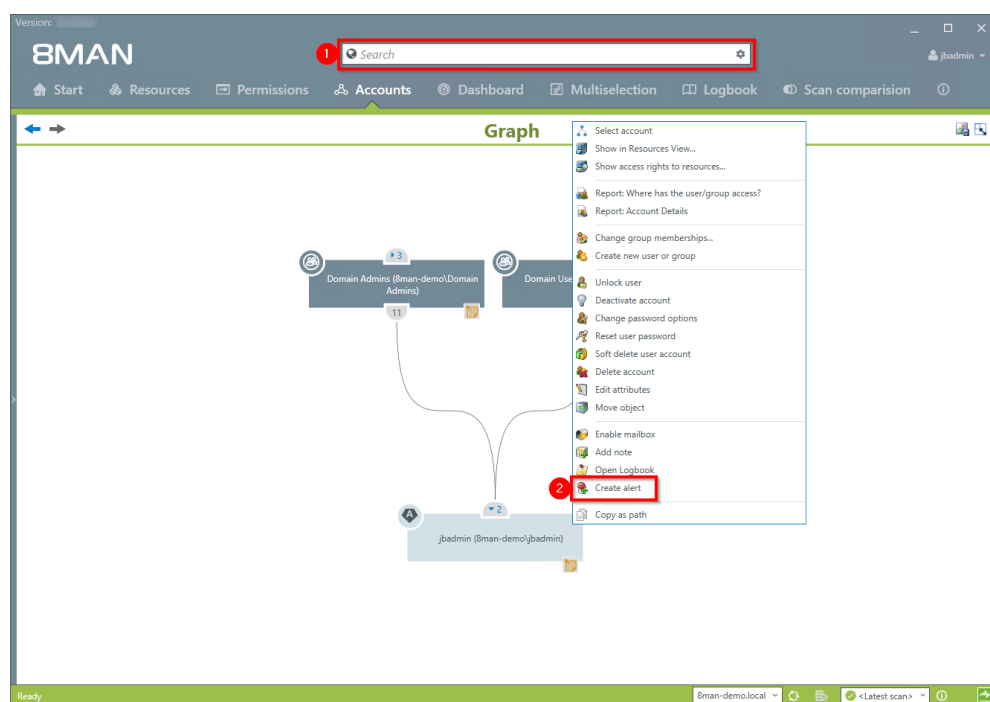 Version:
8MAN
1
Search
jbadmin
Start Resources Permissions Accounts Dashboard Multiselection Logbook Scan comparision
Graph
Select account
Show in Resources View...
Show access rights to resources...
Report: Where has the user/group access?
Report: Account Details
Change group memberships...
Create new user or group
Unlock user
Deactivate account
Change password options
Reset user password
Soft delete user account
Delete account
Edit attributes
Move object
Enable mailbox
Add note
Open Logbook
2
Create alert
Copy as path
3
Domain Admins (8man-demo\Domain
Admins)
11
Domain Use
2
A
jbadmin (8man-demo\jbadmin)
Ready
8man-demo.local
<Latest scan>